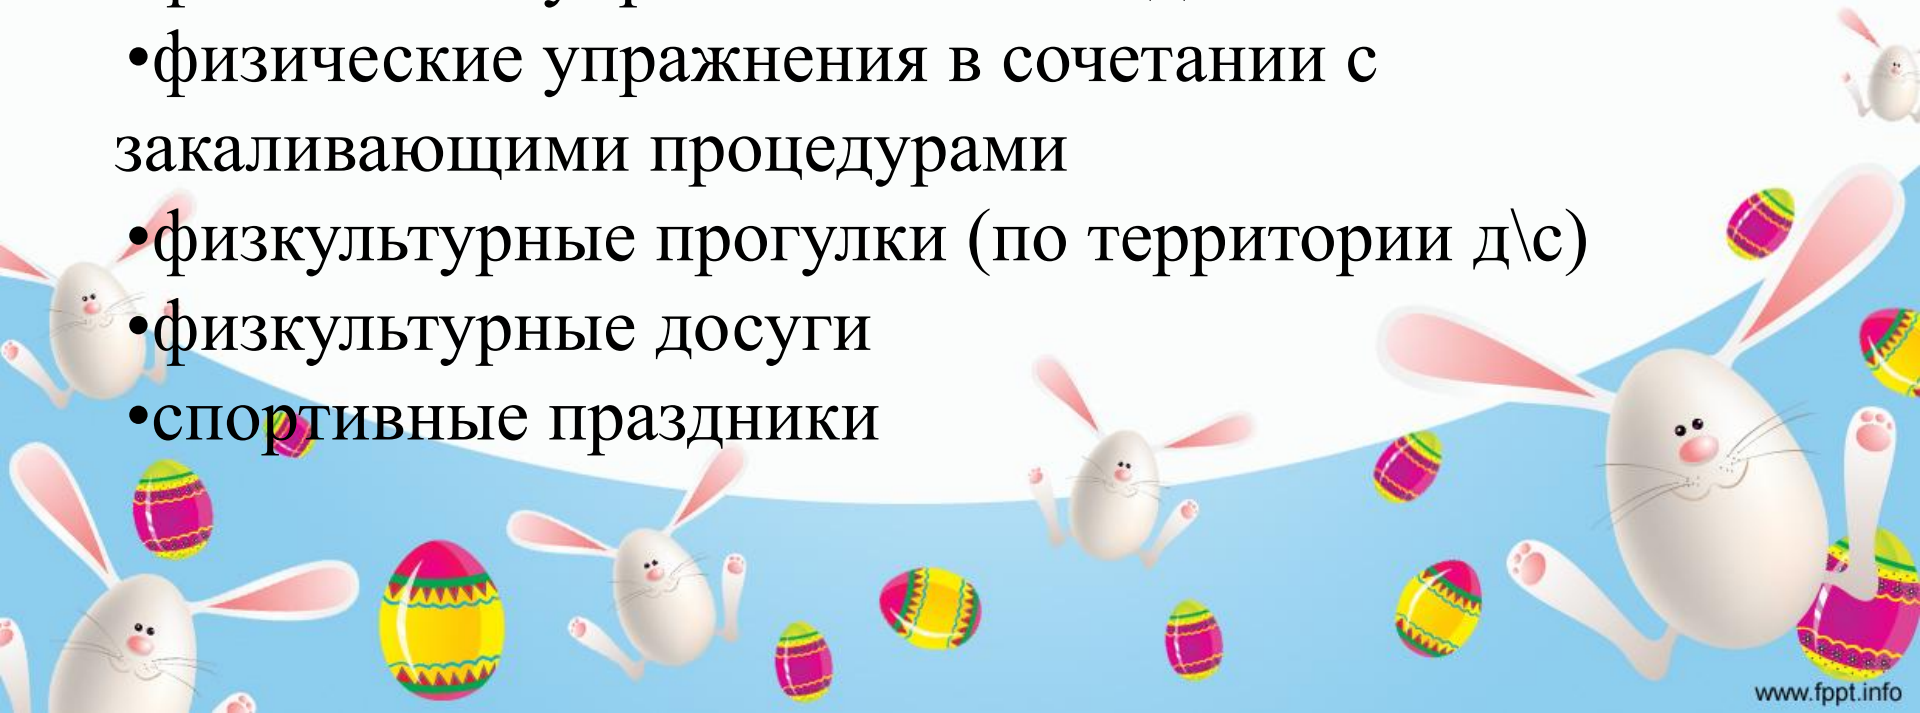 •физические упражнения в сочетании с
закаливающими процедурами
•физкультурные прогулки (по территории д\с)
•физкультурные досуги
•спортивные праздники
www.fppt.info